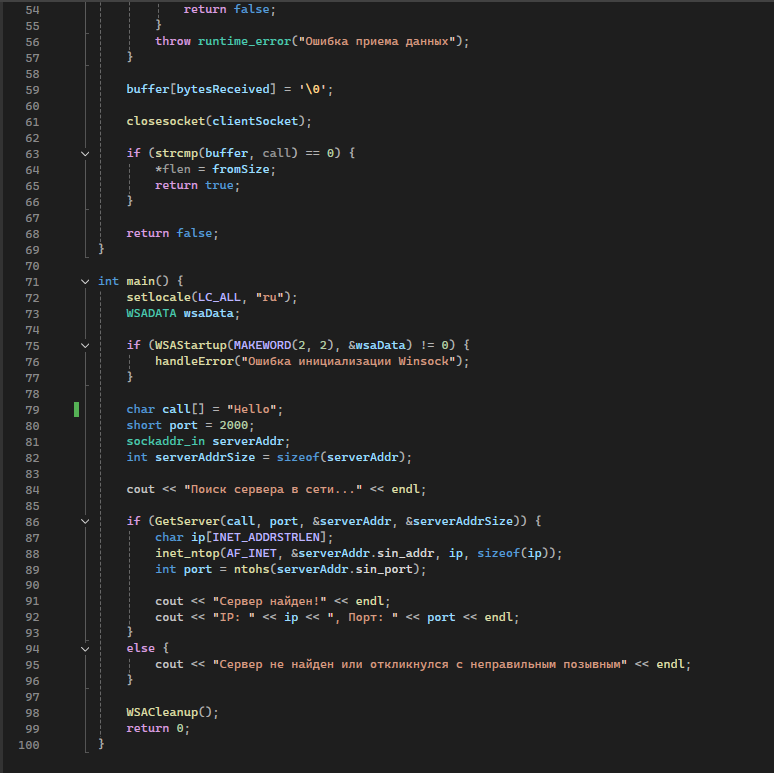 54 return false;
55 }
56 throw runtime_error("Ошибка приема данных");
57 }
58
59 buffer[bytesReceived] = '\0';
60
61 closesocket(clientSocket);
62
63 if (strcmp(buffer, call) == 0) {
64 *flen = fromSize;
65 return true;
66 }
67
68 return false;
69 }
70
71 int main() {
72 setlocale(LC_ALL, "ru");
73 WSADATA wsaData;
74
75 if (WSAStartup(MAKEWORD(2, 2), &wsaData) != 0) {
76 handleError("Ошибка инициализации Winsock");
77 }
78
79 char call[] = "Hello";
80 short port = 2000;
81 sockaddr_in serverAddr;
82 int serverAddrSize = sizeof(serverAddr);
83
84 cout << "Поиск сервера в сети..." << endl;
85
86 if (GetServer(call, port, &serverAddr, &serverAddrSize)) {
87 char ip[INET_ADDRSTRLEN];
88 inet_ntop(AF_INET, &serverAddr.sin_addr, ip, sizeof(ip));
89 int port = ntohs(serverAddr.sin_port);
90
91 cout << "Сервер найден!" << endl;
92 cout << "IP: " << ip << ", Порт: " << port << endl;
93 }
94 else {
95 cout << "Сервер не найден или откликнулся с неправильным позывным" << endl;
96 }
97
98 WSACleanup();
99 return 0;
100 }